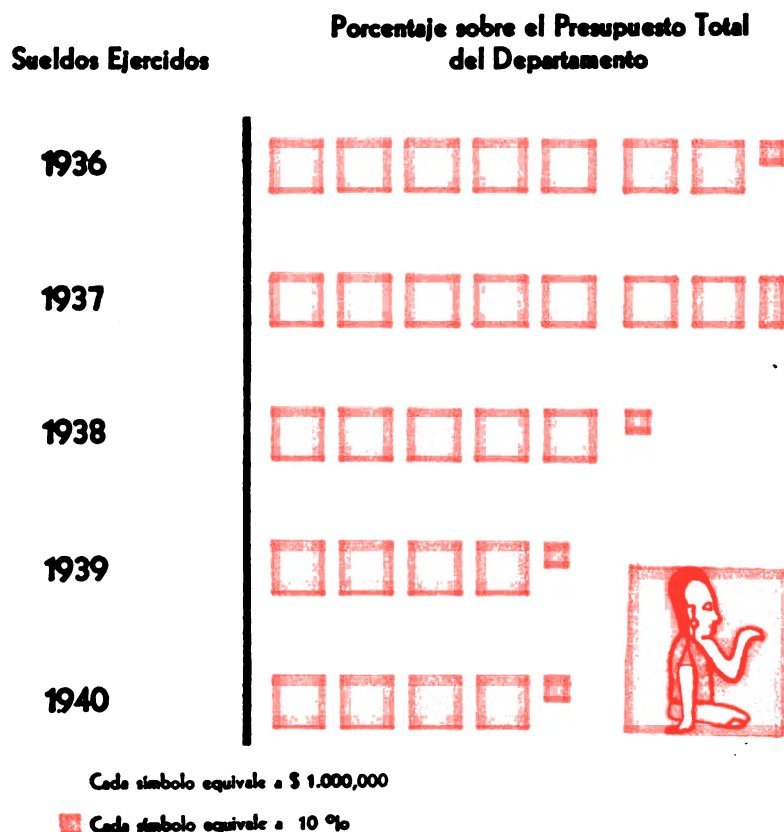 Porcentaje sobre el Presupuesto Total
del Departamento
Sueldos Ejercidos
1936
1937
1938
1939
1940
Cada símbolo equivale a $ 1.000,000
Cada símbolo equivale a 10 %